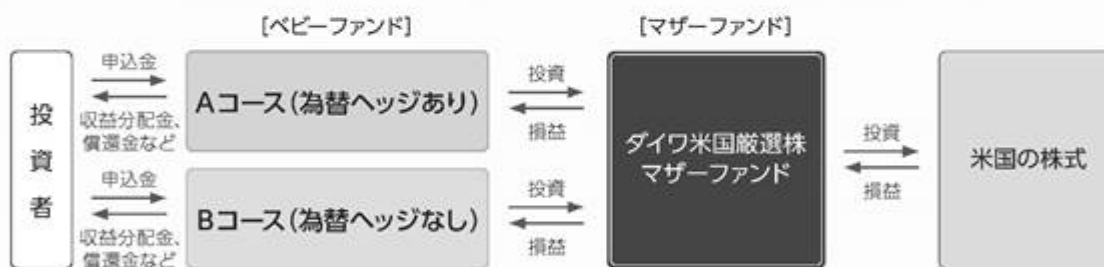 [ベビーファンド]
[マザーファンド]
投資者
申込金
収益分配金、
償還金など
Aコース(為替ヘッジあり)
投資
損益
申込金
収益分配金、
償還金など
Bコース(為替ヘッジなし)
投資
損益
ダイワ米国厳選株
マザーファンド
投資
損益
米国の株式